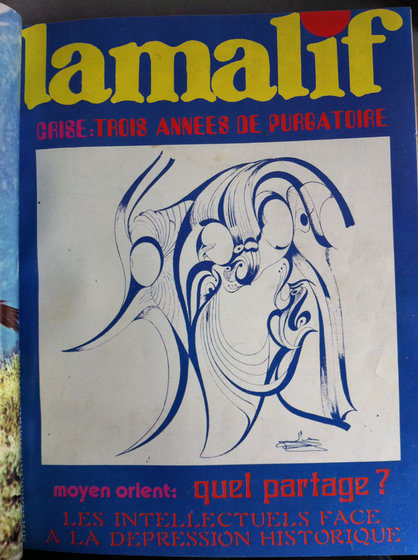 lamalif
CRISE: TROIS ANNEES DE PURGATOIRE
moyen orient: quel partage ?
LES INTELLECTUELS FACE
A LA DEPRESSION HISTORIQUE